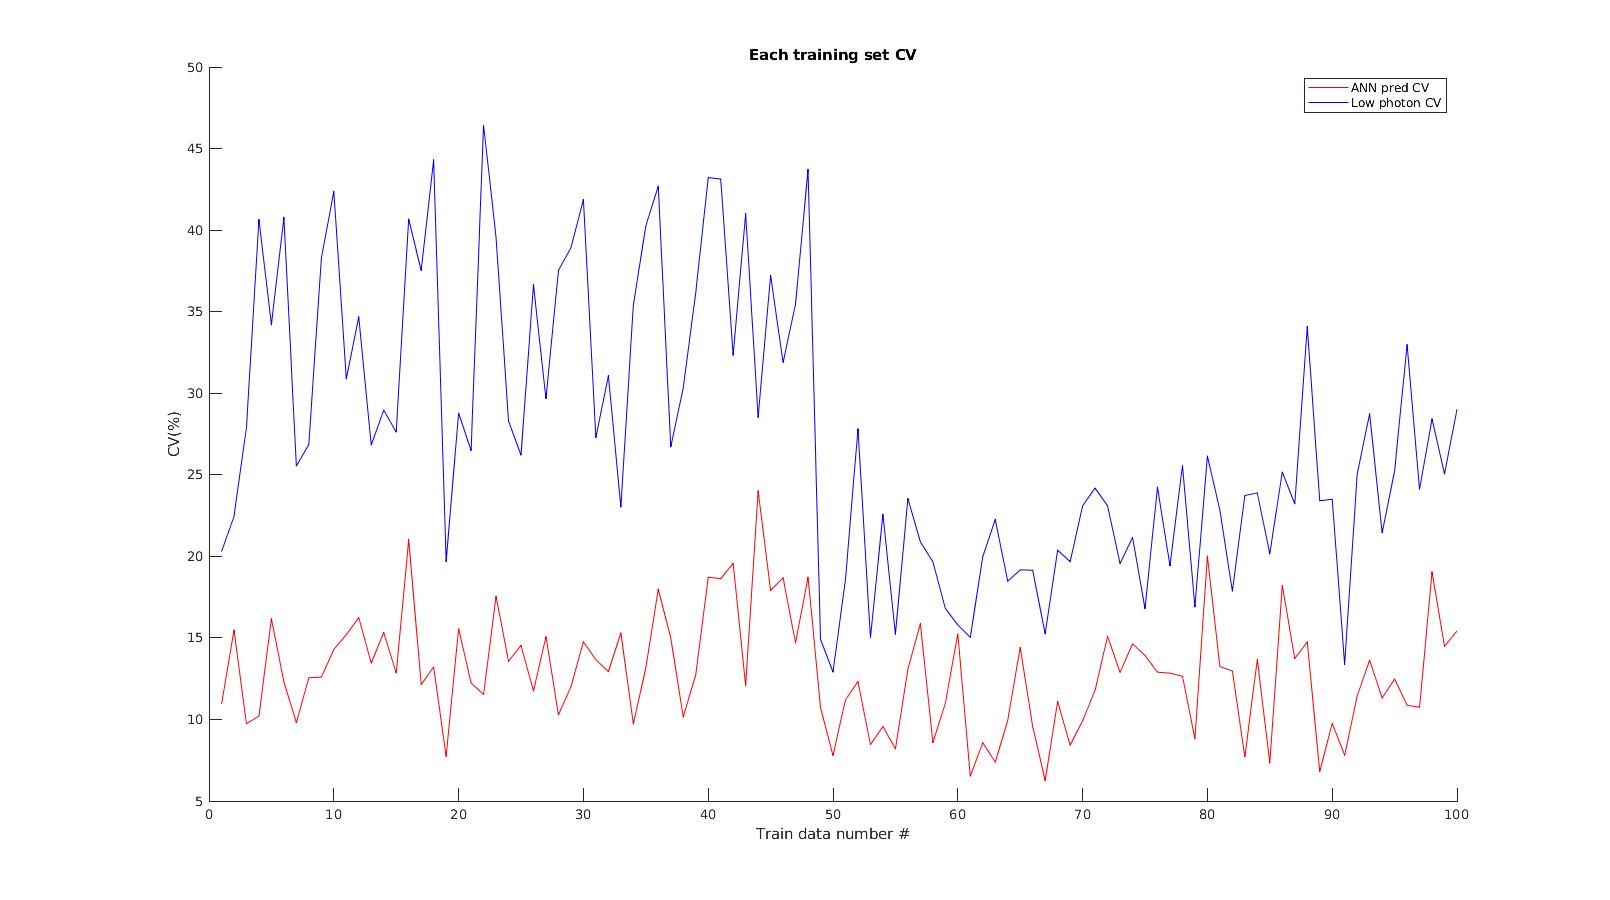 Each training set CV
ANN pred CV
Low photon CV
50
45
40
35
30
25
20
15
10
5
CV(%)
0 10 20 30 40 50 60 70 80 90 100
Train data number #